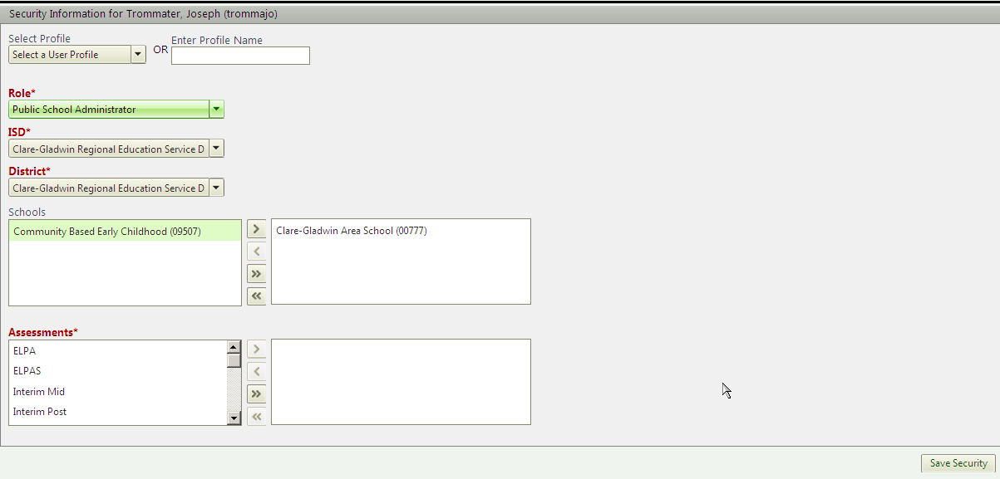 Security Information for Trommater, Joseph (trommajo)
Select Profile
Select a User Profile
OR
Enter Profile Name
Role*
Public School Administrator
ISD*
Clare-Gladwin Regional Education Service D
District*
Clare-Gladwin Regional Education Service D
Schools
Community Based Early Childhood (09507)
Clare-Gladwin Area School (00777)
Assessments*
ELPA
ELPAS
Interim Mid
Interim Post
Save Security